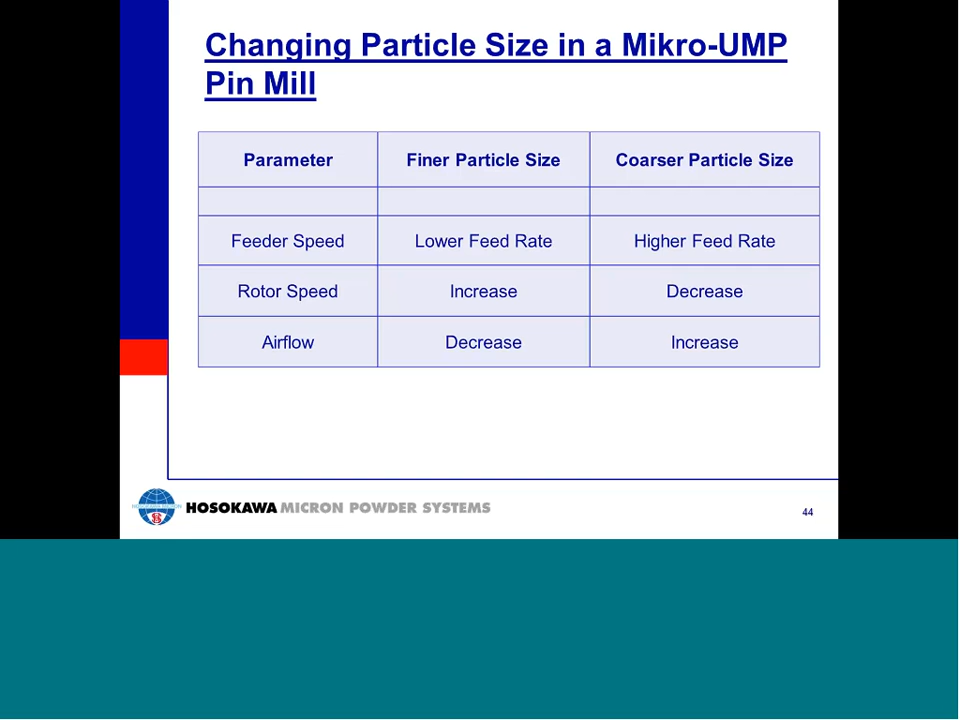 Changing Particle Size in a Mikro-UMP
Pin Mill
Parameter Finer Particle Size Coarser Particle Size
Feeder Speed Lower Feed Rate Higher Feed Rate
Rotor Speed Increase Decrease
Airflow Decrease Increase
HOSOKAWA MICRON POWDER SYSTEMS
44